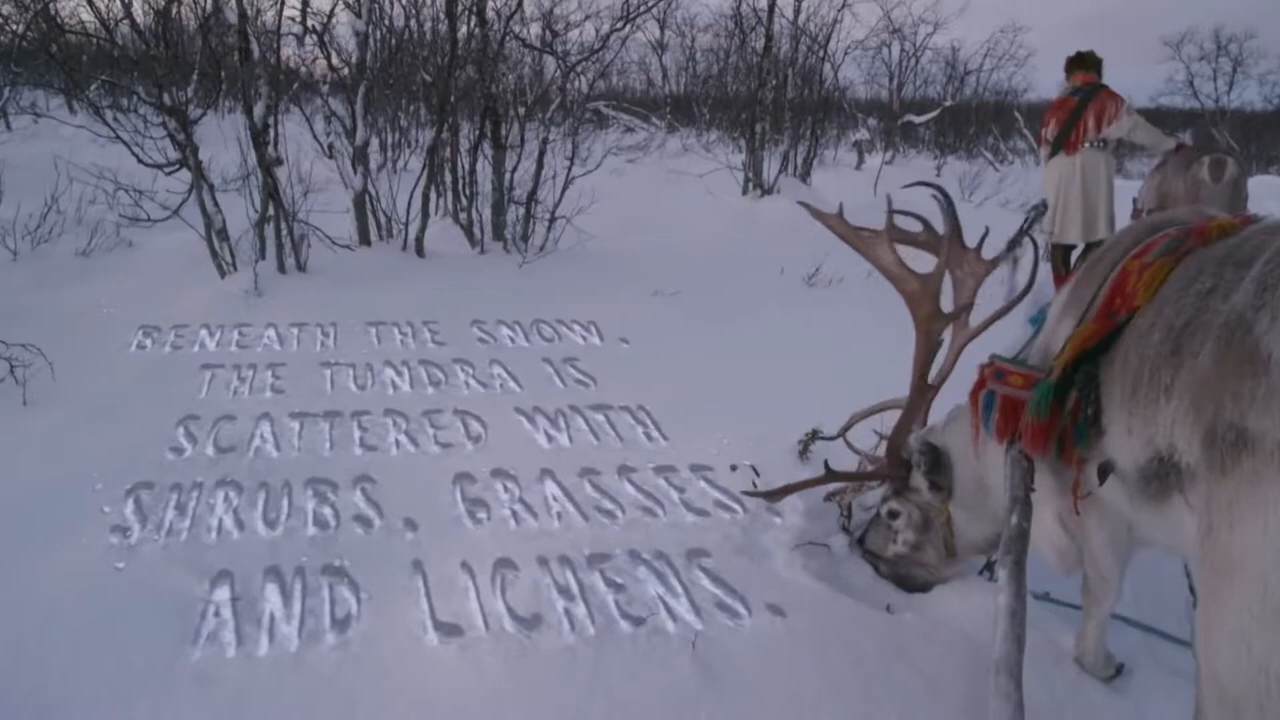 BENEATH THE SNOW.
THE TUNDRA IS
SCATTERED WITH
SHRUBS. GRASSES
AND LICHENS.